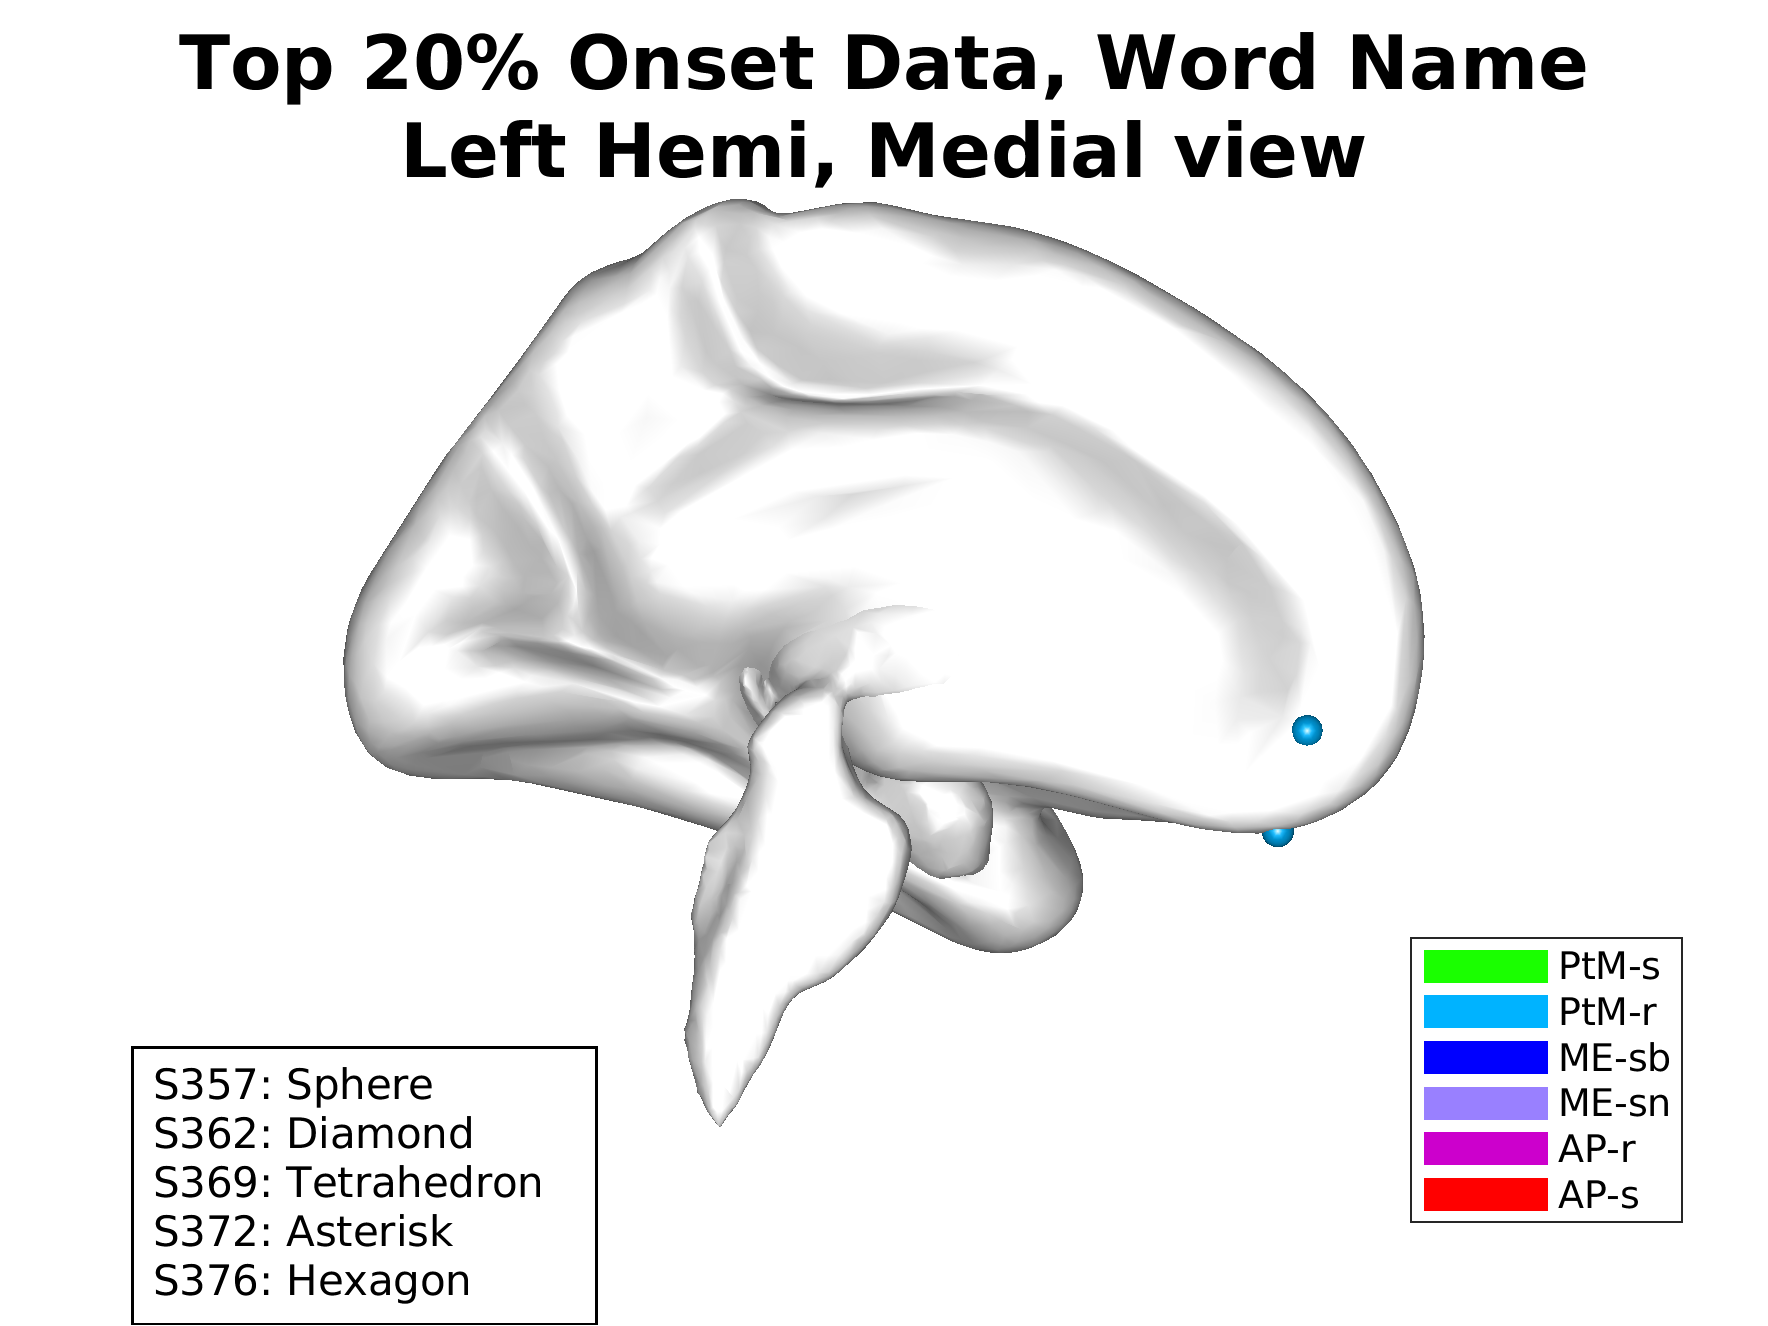 Top 20% Onset Data, Word Name
Left Hemi, Medial view
PtM-s
PtM-r
ME-sb
ME-sn
AP-r
AP-s
S357: Sphere
S362: Diamond
S369: Tetrahedron
S372: Asterisk
S376: Hexagon